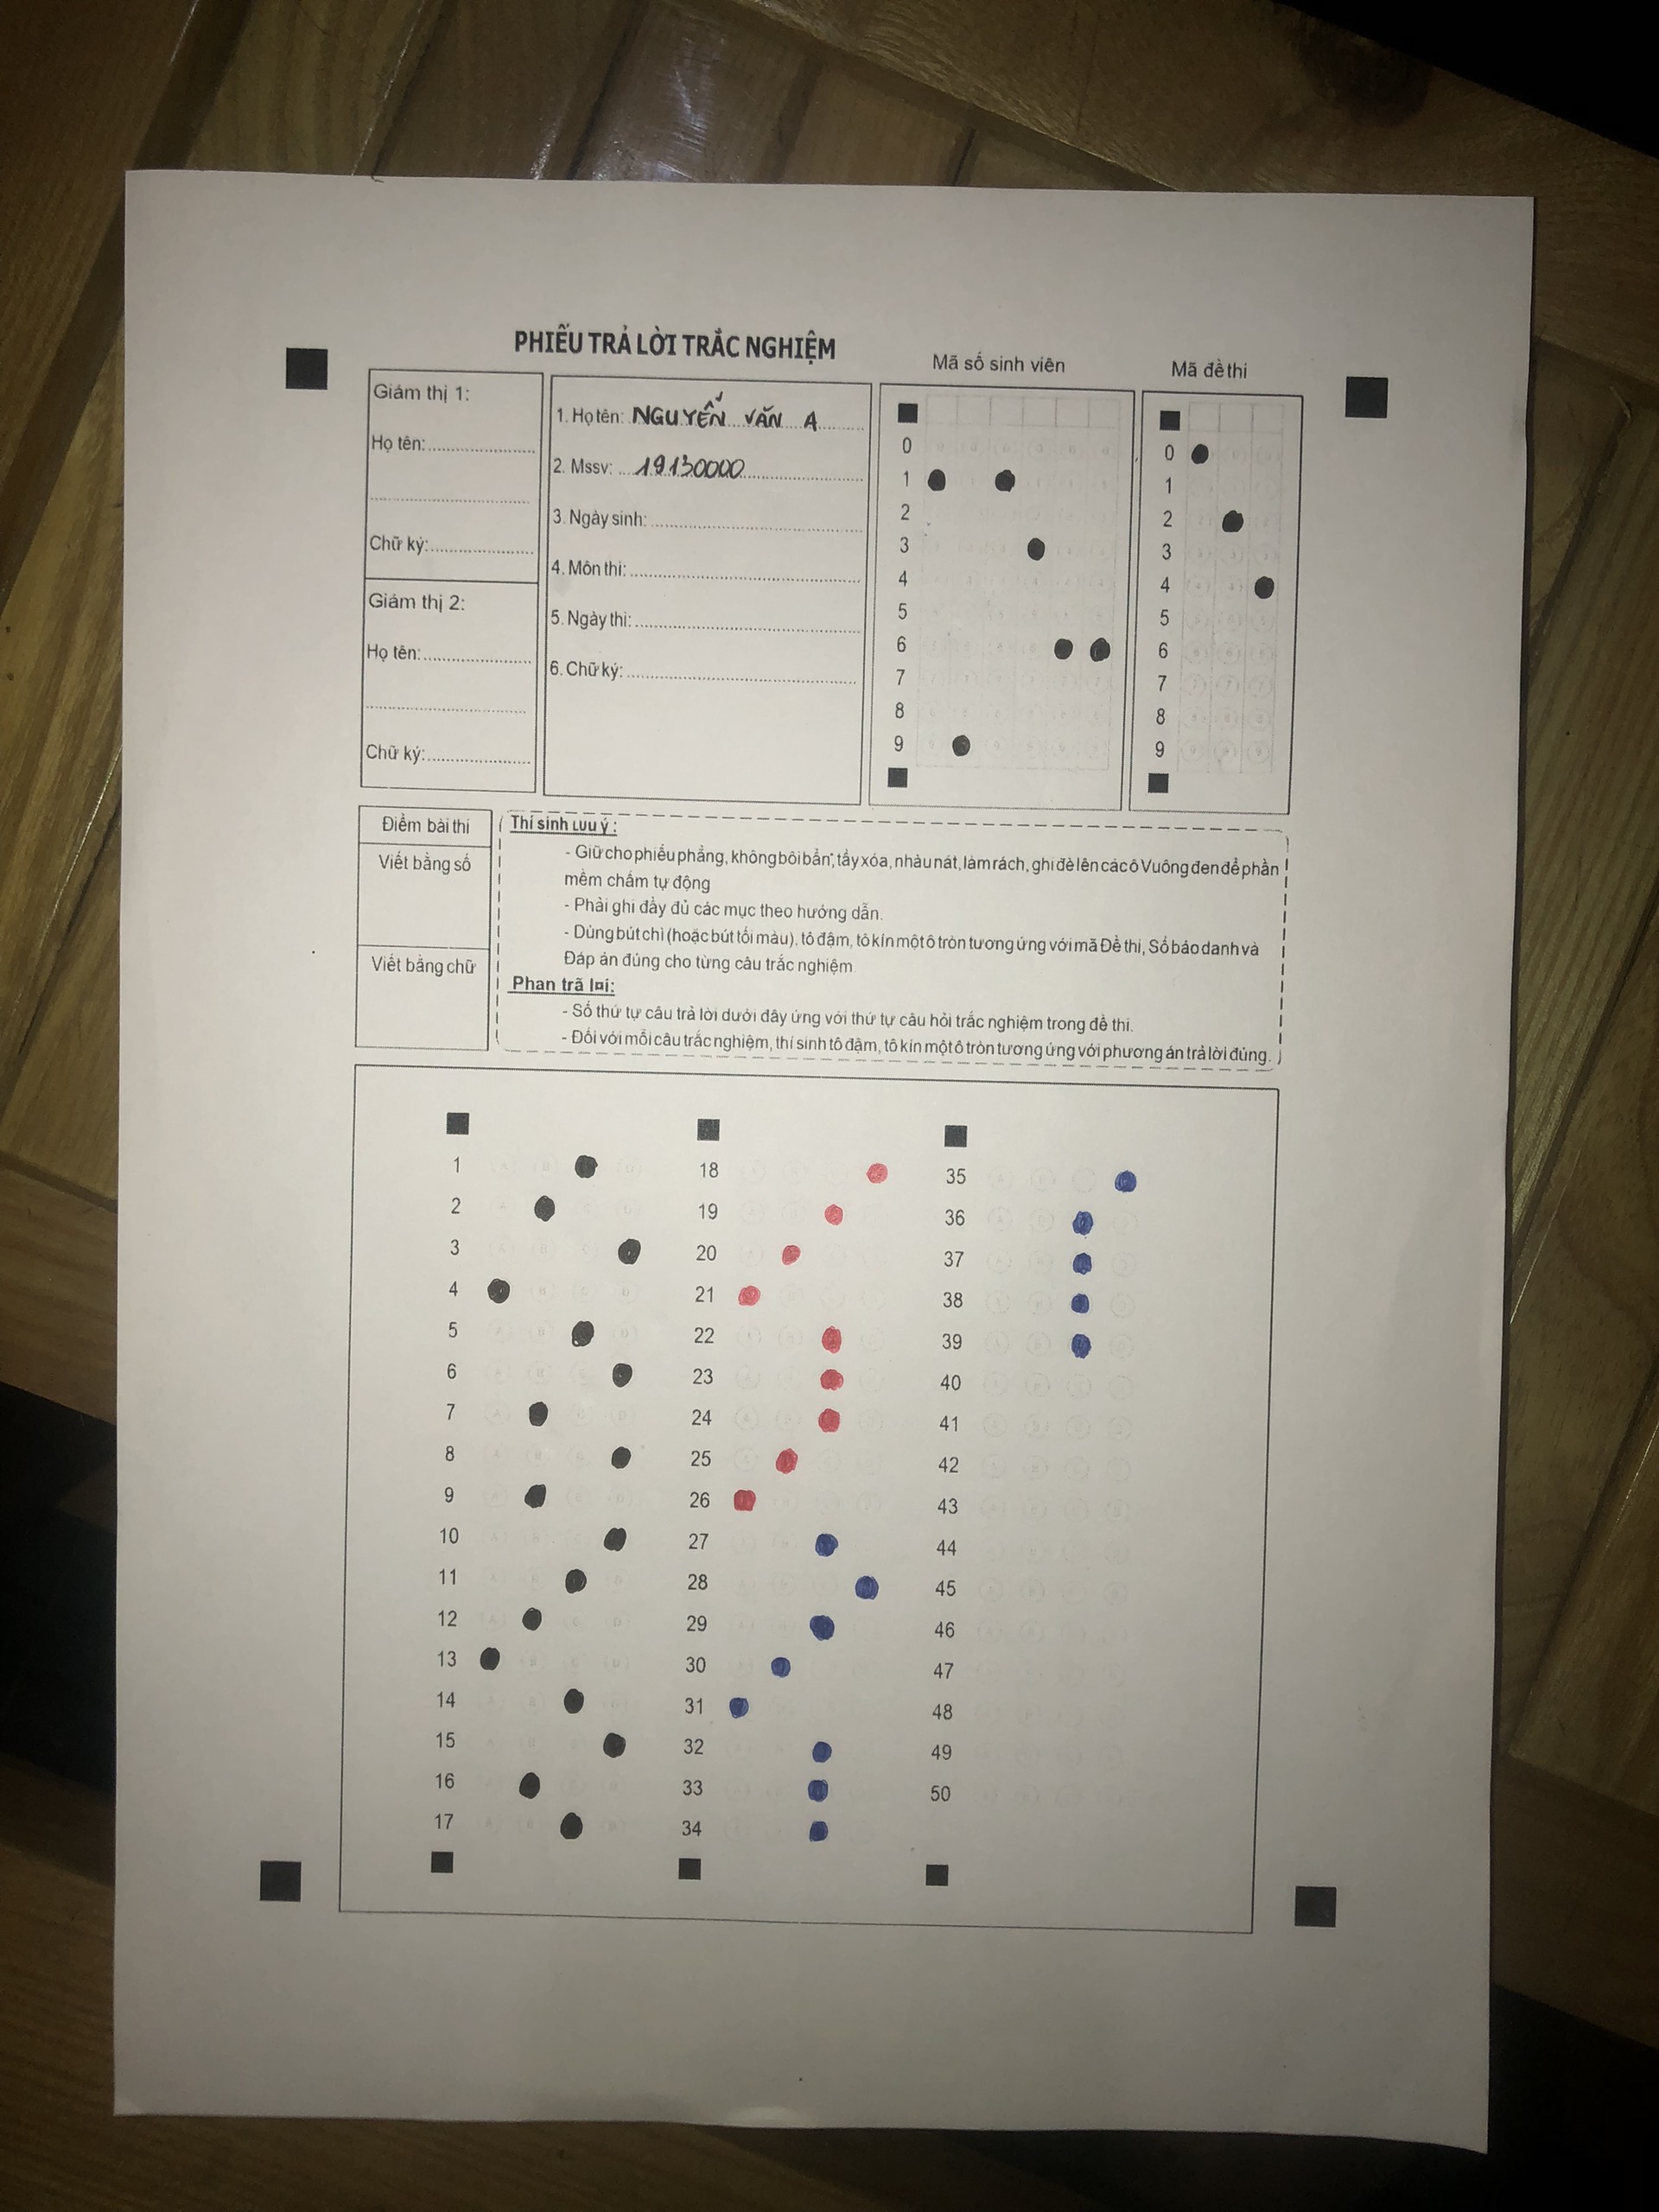 PHIẾU TRẢ LỜI TRẮC NGHIỆM
Mã số sinh viên
Mã đề thi
Giám thị 1:
Họ tên:
Chữ ký:
Giám thị 2:
Họ tên:
Chữ ký:
1. Họ tên: NGUYỄN VĂN A
2. Mssv: 19130000
3. Ngày sinh:
4. Môn thi:
5. Ngày thi:
6. Chữ ký:
0
1
2
3
4
5
6
7
8
9
0
1
2
3
4
5
6
7
8
9
Điểm bài thi
Viết bằng số
Viết bằng chữ
Thí sinh Lưu ý:
- Giữ cho phiếu phẳng, không bôi bẩn, tẩy xóa, nhàu nát, làm rách, ghi đè lên các ô Vuông đen để phần
mềm chấm tự động
- Phải ghi đầy đủ các mục theo hướng dẫn.
- Dùng bút chì (hoặc bút tối màu), tô đậm, tô kín một ô tròn tương ứng với mã Đề thi, Số báo danh và
Đáp án đúng cho từng câu trắc nghiệm
Phan trã lại:
- Số thứ tự câu trả lời dưới đây ứng với thứ tự câu hỏi trắc nghiệm trong đề thi.
- Đối với mỗi câu trắc nghiệm, thí sinh tô đậm, tô kín một ô tròn tương ứng với phương án trả lời đúng.
1
2
3
4
5
6
7
8
9
10
11
12
13
14
15
16
17
18
19
20
21
22
23
24
25
26
27
28
29
30
31
32
33
34
35
36
37
38
39
40
41
42
43
44
45
46
47
48
49
50